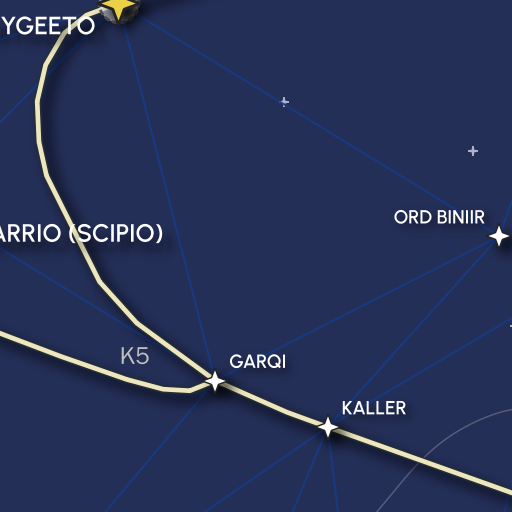 YGEETO
ORD BINIIR
ARRIO (SCIPIO)
K5
GARQI
KALLER